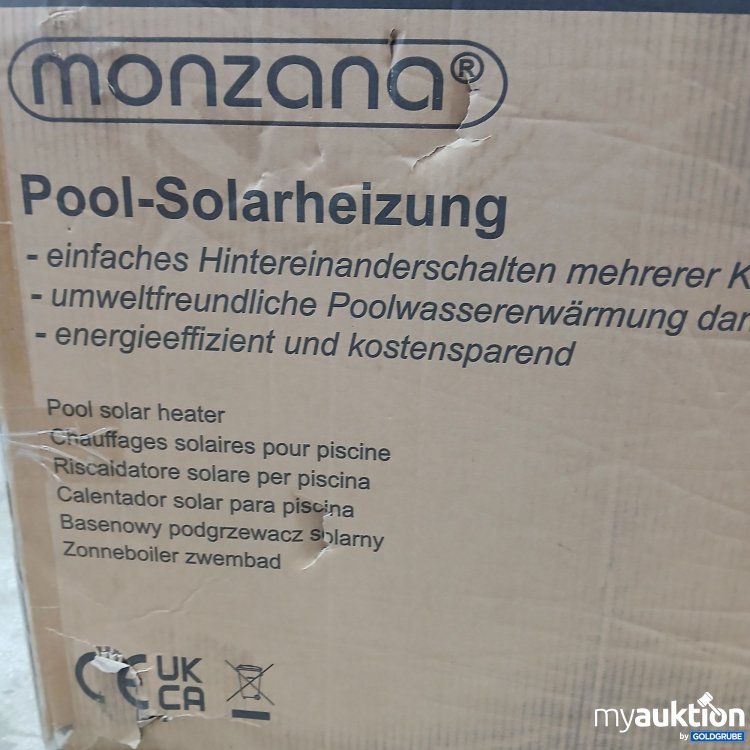 monzana®
Pool-Solarheizung
- einfaches Hintereinanderschalten mehrerer
- umweltfreundliche Poolwassererwärmung
- energieeffizient und kostensparend
Pool solar heater
Chauffages solaires pour piscine
Riscaldatore solare per piscina
Calentador solar para piscina
Basenowy podgrzewacz solarny
Zonneboiler zwembad
CE UK
CA
myauktion
by GOLDGRUBE